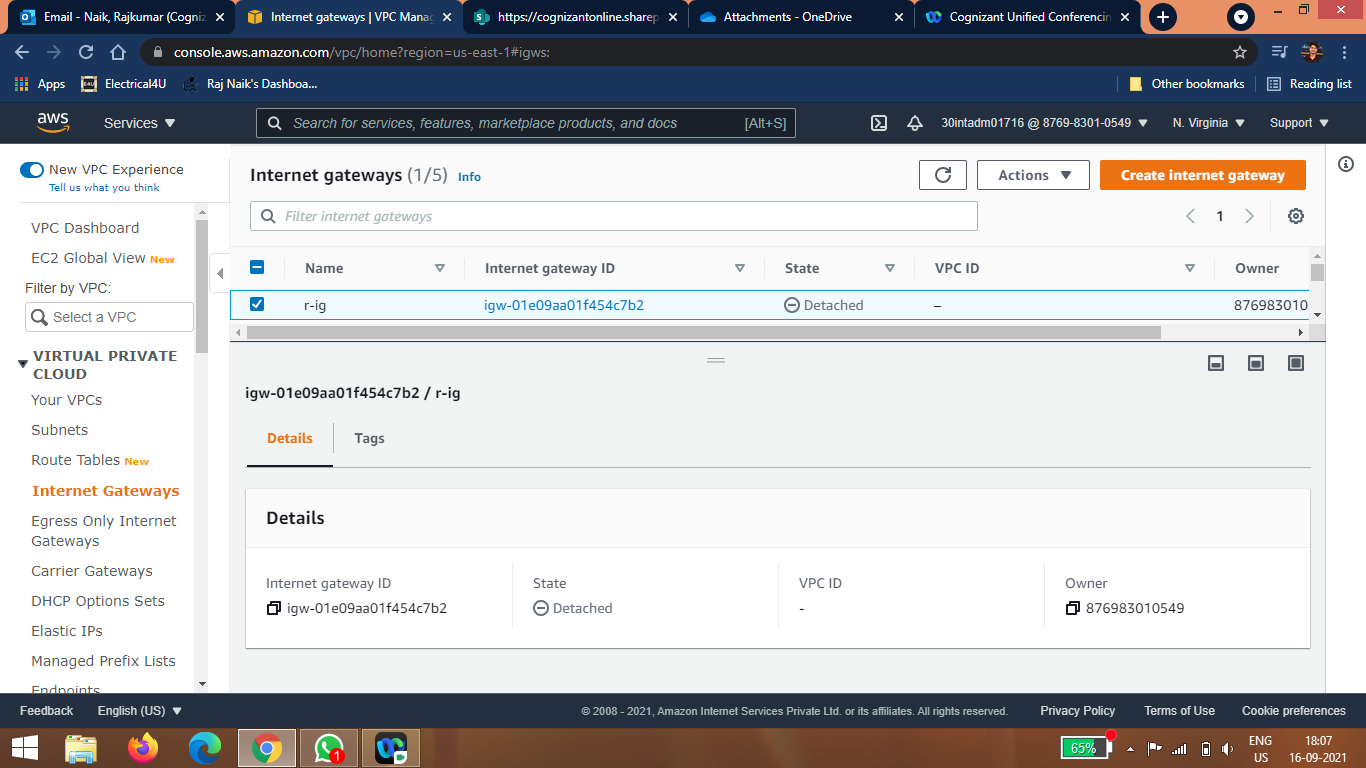 Email - Naik, Rajkumar (Cogniz
Internet gateways | VPC Manag
https://cognizantonline.sharep
Attachments - OneDrive
Cognizant Unified Conferencin
console.aws.amazon.com/vpc/home?region=us-east-1#igws:
Apps
Electrical4U
Raj Naik's Dashboa...
Other bookmarks
Reading list
aws
Services
Search for services, features, marketplace products, and docs
[Alt+S]
30intadm01716 @ 8769-8301-0549
N. Virginia
Support
New VPC Experience
Tell us what you think
VPC Dashboard
EC2 Global View New
Filter by VPC:
Select a VPC
VIRTUAL PRIVATE
CLOUD
Your VPCs
Subnets
Route Tables New
Internet Gateways
Egress Only Internet
Gateways
Carrier Gateways
DHCP Options Sets
Elastic IPs
Managed Prefix Lists
Endpoints
Internet gateways (1/5) Info
Actions
Create internet gateway
Filter internet gateways
1
Name
Internet gateway ID
State
VPC ID
Owner
r-ig
igw-01e09aa01f454c7b2
Detached
–
876983010
igw-01e09aa01f454c7b2 / r-ig
Details
Tags
Details
Internet gateway ID
State
VPC ID
Owner
igw-01e09aa01f454c7b2
Detached
-
876983010549
Feedback
English (US)
© 2008 - 2021, Amazon Internet Services Private Ltd. or its affiliates. All rights reserved.
Privacy Policy
Terms of Use
Cookie preferences
1
65%
ENG
US
18:07
16-09-2021